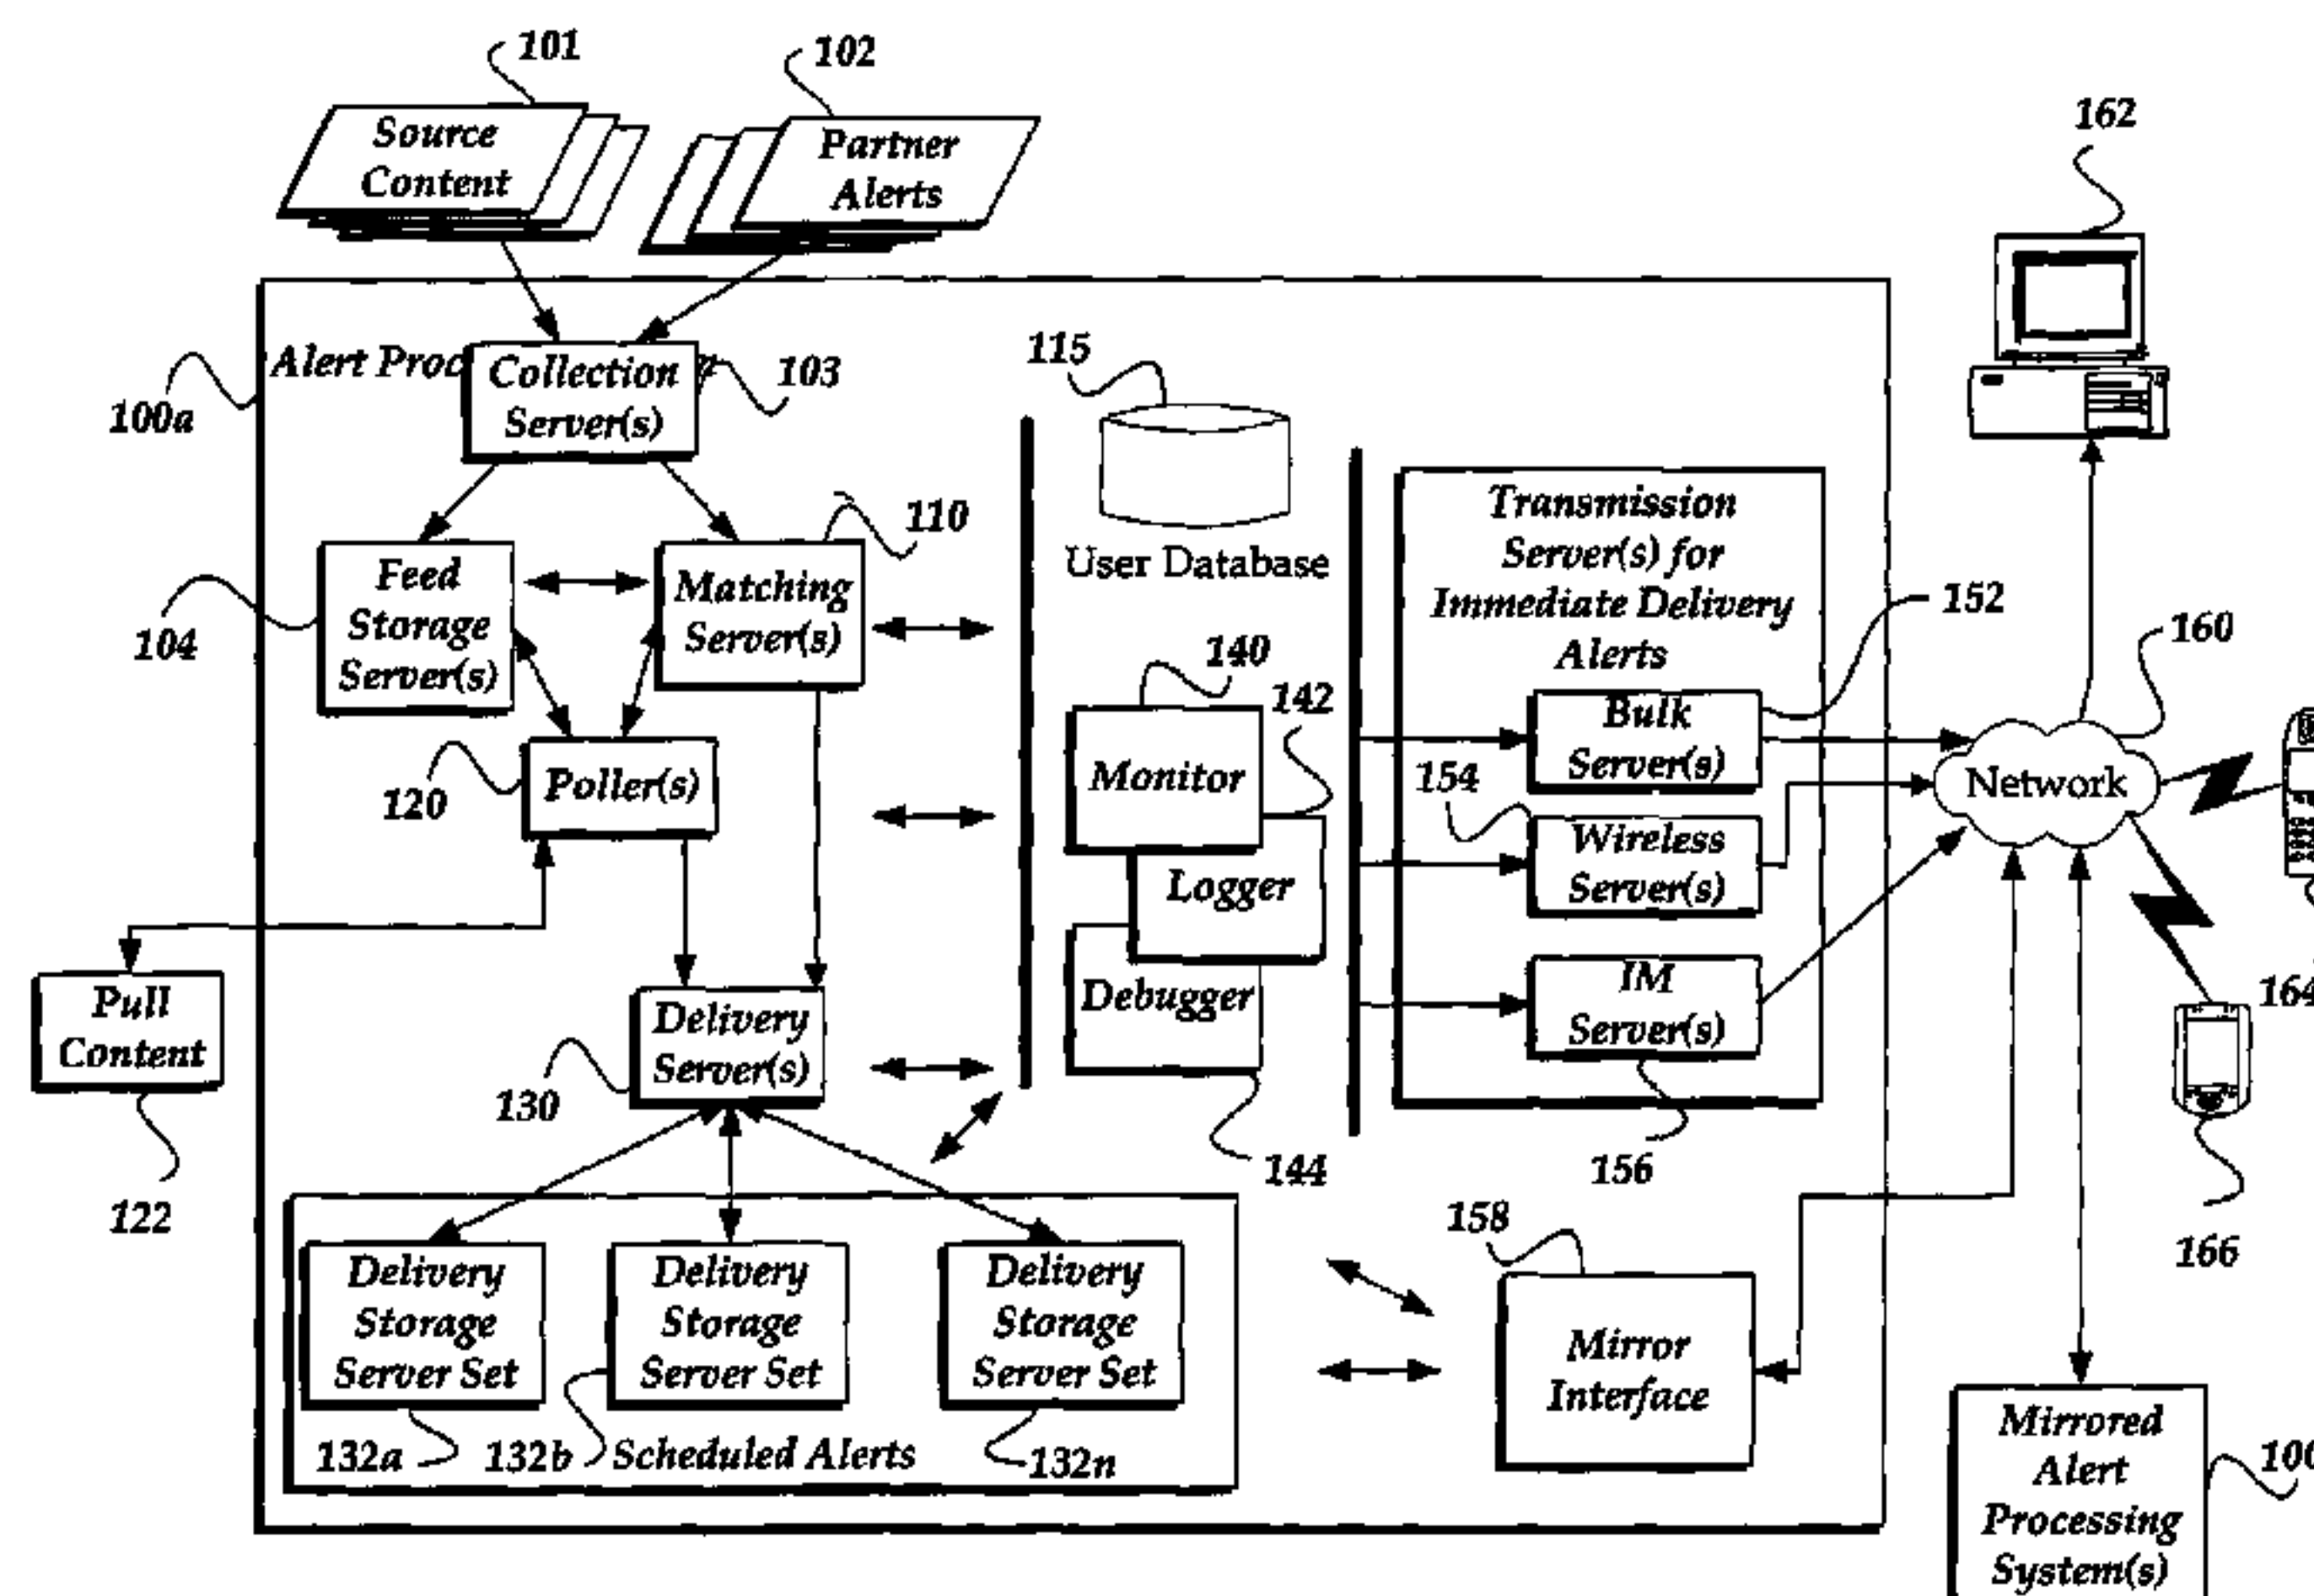 101
102
Source
Content
Partner
Alerts
162
Alert Proc
Collection
Server(s)
103
100a
115
User Database
110
Feed
Storage
Server(s)
104
Matching
Server(s)
Transmission
Server(s) for
Immediate Delivery
Alerts
152
160
140
142
Bulk
Server(s)
Monitor
154
Network
120
Poller(s)
Wireless
Server(s)
Logger
Debugger
IM
Server(s)
Pull
Content
Delivery
Server(s)
130
164
144
156
122
158
166
Delivery
Storage
Server Set
Delivery
Storage
Server Set
Delivery
Storage
Server Set
Mirror
Interface
132a
132b
Scheduled Alerts
132n
Mirrored
Alert
Processing
System(s)
100